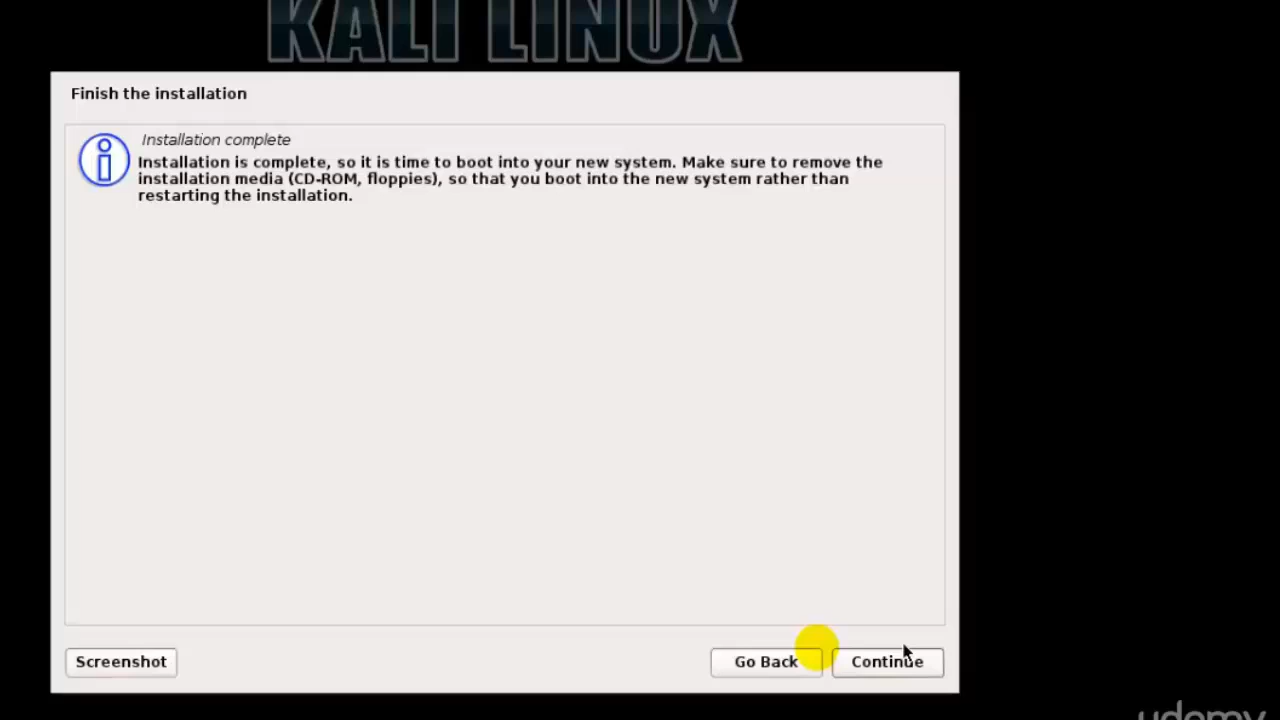 KALI LINUX
Finish the installation
Installation complete
Installation is complete, so it is time to boot into your new system. Make sure to remove the
installation media (CD-ROM, floppies), so that you boot into the new system rather than
restarting the installation.
Screenshot
Go Back
Continue
udemy